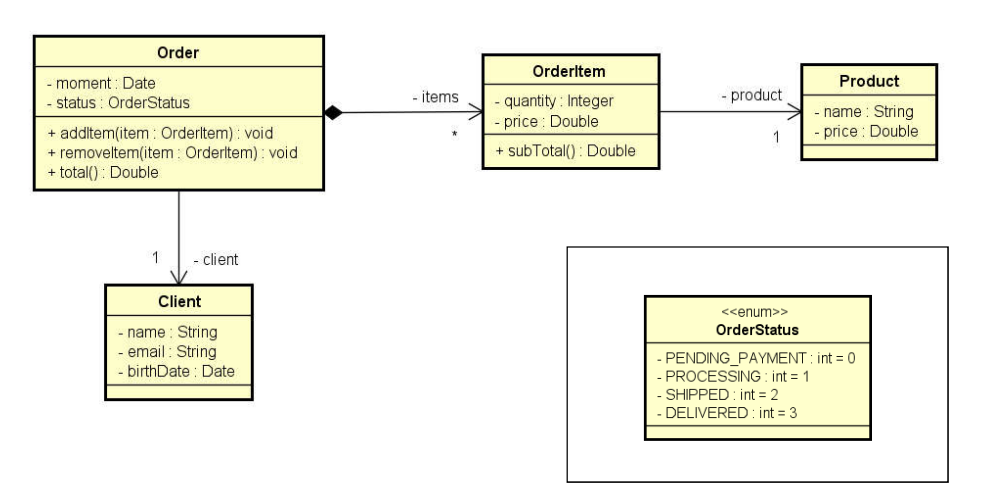 Order
- moment : Date
- status : OrderStatus
+ addItem(item : OrderItem) : void
+ removeItem(item : OrderItem) : void
+ total() : Double
- items
*
OrderItem
- quantity : Integer
- price : Double
+ subTotal() : Double
- product
1
Product
- name : String
- price : Double
1
- client
Client
- name : String
- email : String
- birthDate : Date
<<enum>>
OrderStatus
- PENDING_PAYMENT : int = 0
- PROCESSING : int = 1
- SHIPPED : int = 2
- DELIVERED : int = 3